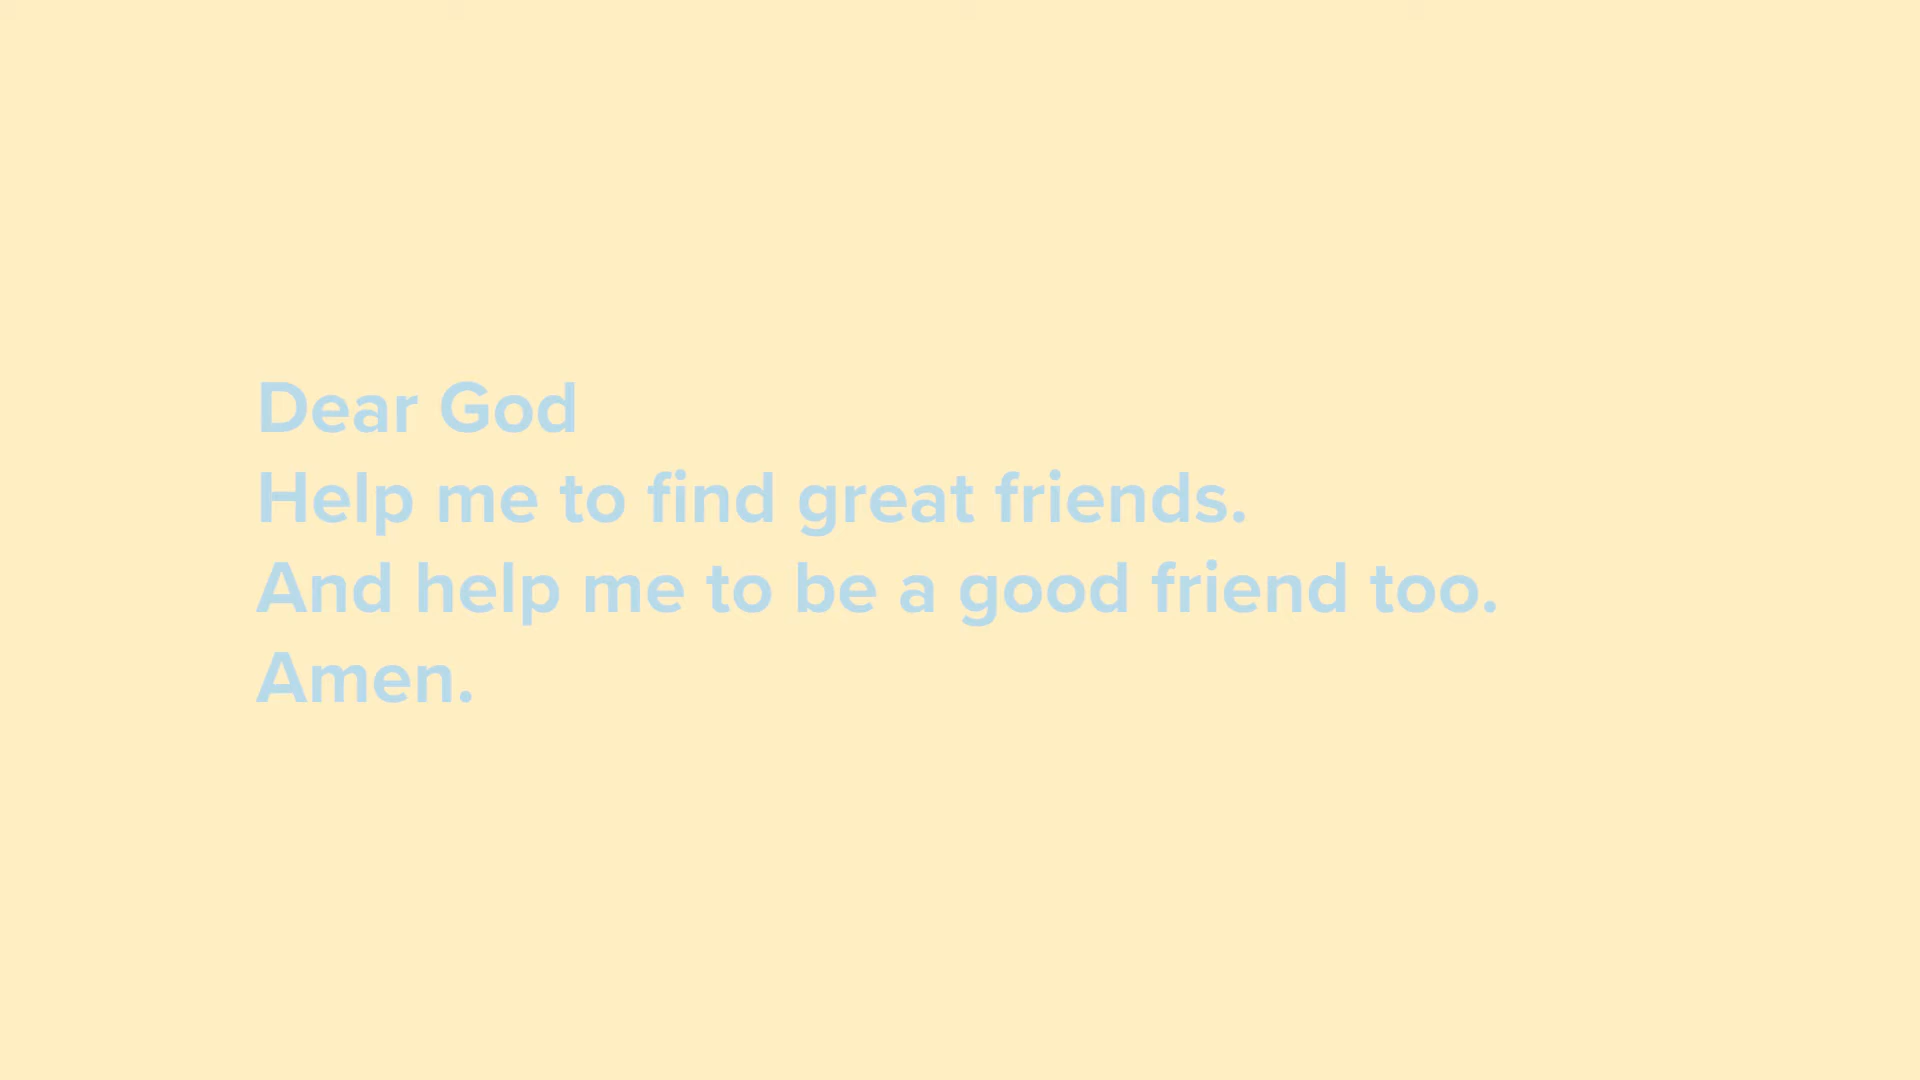 Dear God
Help me to find great friends.
And help me to be a good friend too.
Amen.